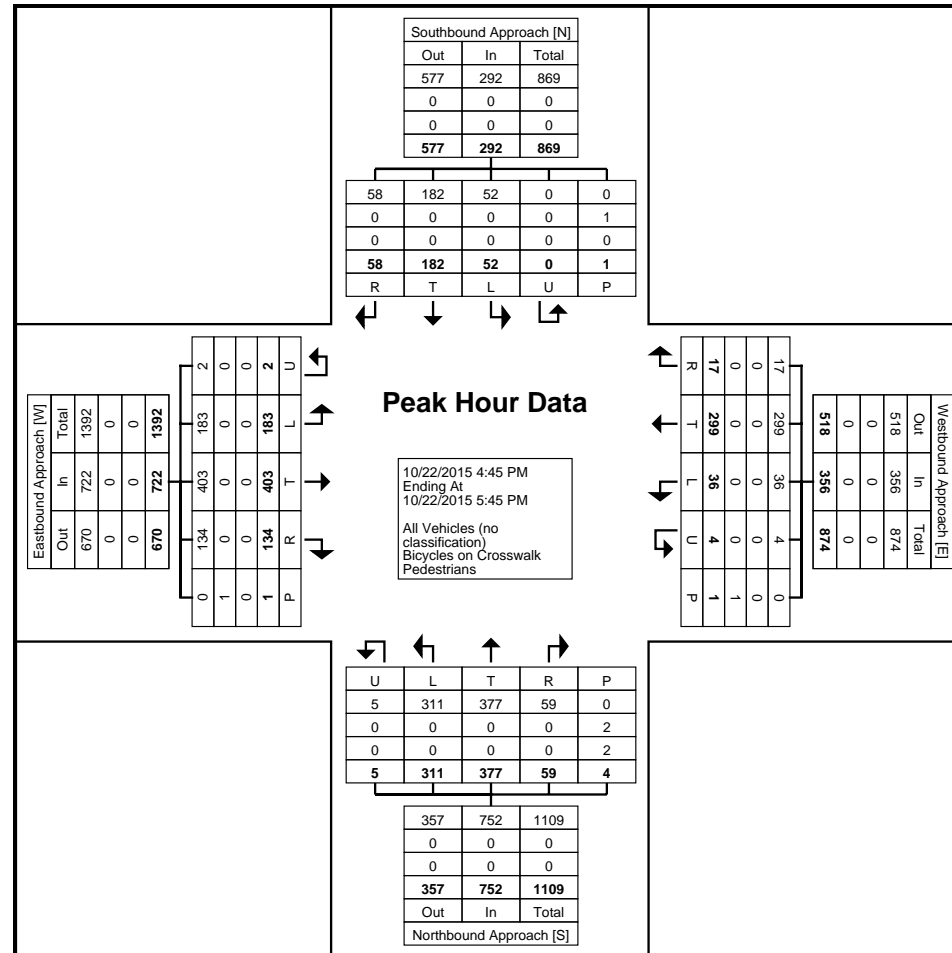 Southbound Approach [N]
Out In Total
577 292 869
0 0 0
0 0 0
577 292 869
58 182 52 0 0
0 0 0 0 1
0 0 0 0 0
58 182 52 0 1
R T L U P
Eastbound Approach [W]
Total In Out
1392 722 670
0 0 0
0 0 0
1392 722 670
2 183 403 134 0
0 0 0 0 1
0 0 0 0 0
2 183 403 134 1
U L T R P
Peak Hour Data
10/22/2015 4:45 PM
Ending At
10/22/2015 5:45 PM
All Vehicles (no
classification)
Bicycles on Crosswalk
Pedestrians
Westbound Approach [E]
Out In Total
518 356 874
0 0 0
0 0 0
518 356 874
17 299 36 4 0
0 0 0 0 0
0 0 0 0 1
17 299 36 4 1
R T L U P
U L T R P
5 311 377 59 0
0 0 0 0 2
0 0 0 0 2
5 311 377 59 4
357 752 1109
0 0 0
0 0 0
357 752 1109
Out In Total
Northbound Approach [S]